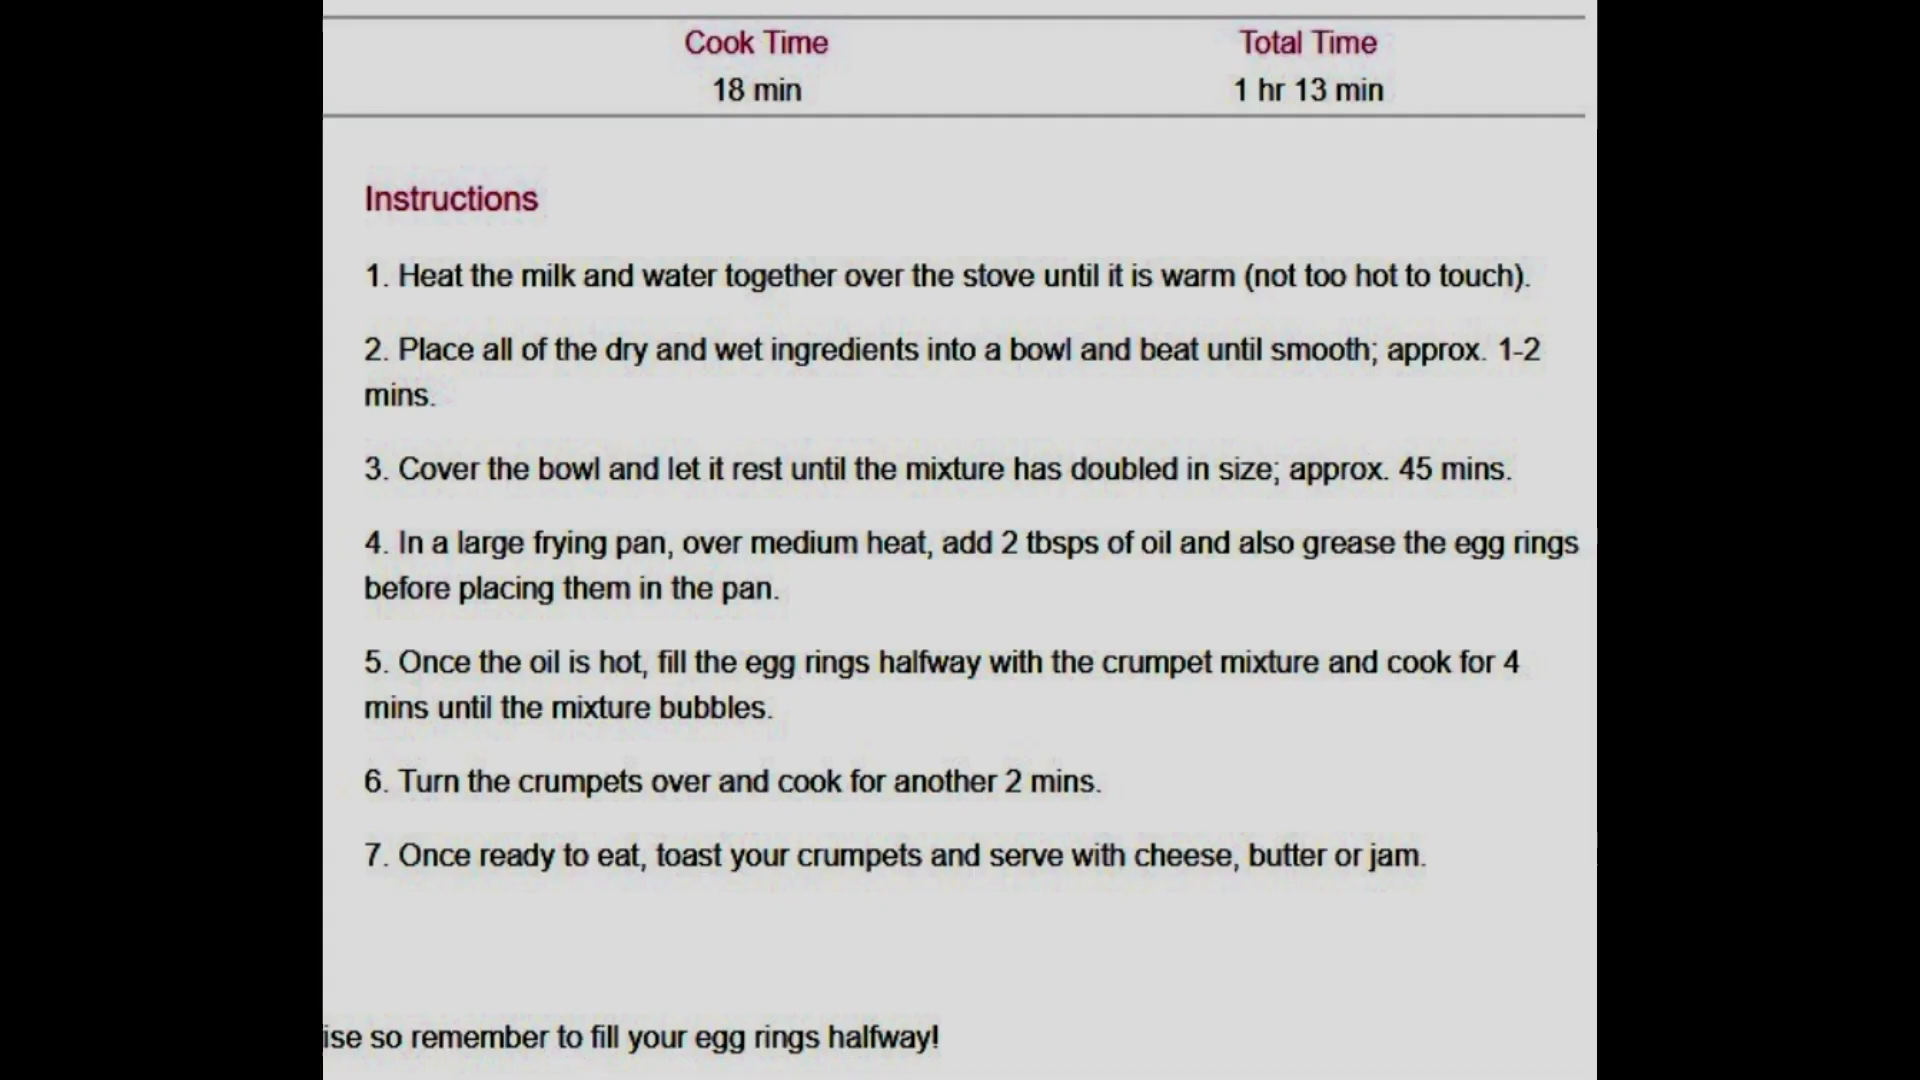 Cook Time Total Time
18 min 1 hr 13 min
Instructions
1. Heat the milk and water together over the stove until it is warm (not too hot to touch).
2. Place all of the dry and wet ingredients into a bowl and beat until smooth; approx. 1-2
mins.
3. Cover the bowl and let it rest until the mixture has doubled in size; approx. 45 mins.
4. In a large frying pan, over medium heat, add 2 tbsps of oil and also grease the egg rings
before placing them in the pan.
5. Once the oil is hot, fill the egg rings halfway with the crumpet mixture and cook for 4
mins until the mixture bubbles.
6. Turn the crumpets over and cook for another 2 mins.
7. Once ready to eat, toast your crumpets and serve with cheese, butter or jam.
ise so remember to fill your egg rings halfway!